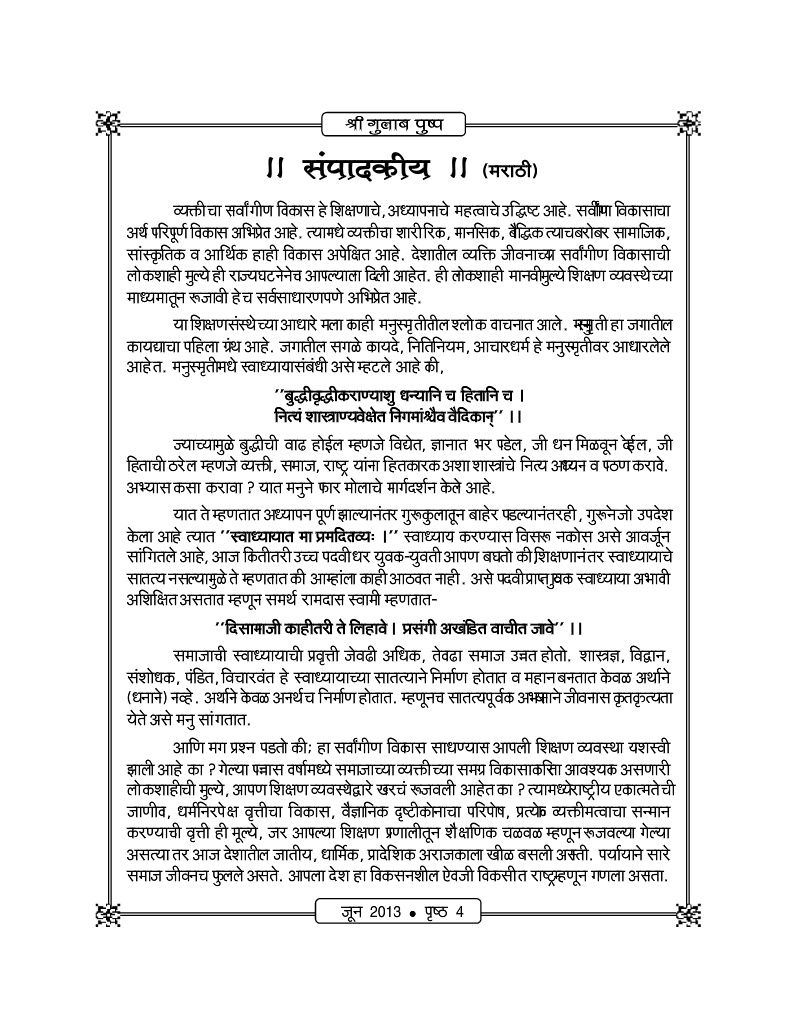 श्री गुलाब पुष्प
।। संपादकीय ।। (मराठी)
व्यक्तीचा सर्वांगीण विकास हे शिक्षणाचे, अध्यापनाचे महत्वाचे उद्धिष्ट आहे. विकासाचा
अर्थ परिपूर्ण विकास अभिप्रेत आहे. त्यामधे व्यक्तीचा शारीरिक, मानसिक, बौद्धिक त्याचबरोबर सामाजिक,
सांस्कृतिक व आर्थिक हाही विकास अपेक्षित आहे. देशातील व्यक्ति जीवनाच्या सर्वांगीण विकासाची
लोकशाही मुल्ये ही राज्यघटनेनेच आपल्याला दिली आहेत. ही लोकशाही मानवीमुल्ये शिक्षण व्यवस्थेच्या
माध्यमातून रूजावी हेच सर्वसाधारणपणे अभिप्रेत आहे.
या शिक्षणसंस्थेच्या आधारे मला काही मनुस्मृतीतील श्लोक वाचनात आले. हा जगातील
कायद्याचा पहिला ग्रंथ आहे. जगातील सगळे कायदे, नितिनियम, आचारधर्म हे मनुस्मृतीवर आधारलेले
आहेत. मनुस्मृतीमधे स्वाध्यायासंबंधी असे म्हटले आहे की,
''बुद्धीवृद्धीकराण्याशु धन्यानि च हितानि च ।
नित्यं शास्त्राण्यवेक्षेत निगमांश्चैव वैदिकान्'' ।।
ज्याच्यामुळे बुद्धीची वाढ होईल म्हणजे विद्येत, ज्ञानात भर पडेल, जी धन मिळवून देईल, जी
हिताची ठरेल म्हणजे व्यक्ती, समाज, राष्ट्र यांना हितकारक अशा शास्त्रांचे नित्य अध्ययन व पठण करावे.
अभ्यास कसा करावा ? यात मनुने फार मोलाचे मार्गदर्शन केले आहे.
यात ते म्हणतात अध्यापन पूर्ण झाल्यानंतर गुरूकुलातून बाहेर पडल्यानंतरही, गुरूने जो उपदेश
केला आहे त्यात ''स्वाध्यायात मा प्रमदितव्यः ।'' स्वाध्याय करण्यास विसरू नकोस असे आवर्जून
सांगितले आहे, आज कितीतरी उच्च पदवीधर युवक-युवती आपण बघतो की शिक्षणानंतर स्वाध्यायाचे
सातत्य नसल्यामुळे ते म्हणतात की आम्हांला काही आठवत नाही. असे पदवीप्राप्त युवक स्वाध्याया अभावी
अशिक्षित असतात म्हणून समर्थ रामदास स्वामी म्हणतात-
''दिसामाजी काहीतरी ते लिहावे । प्रसंगी अखंडित वाचीत जावे'' ।।
समाजाची स्वाध्यायाची प्रवृत्ती जेवढी अधिक, तेवढा समाज उन्नत होतो. शास्त्रज्ञ, विद्वान,
संशोधक, पंडित, विचारवंत हे स्वाध्यायाच्या सातत्याने निर्माण होतात व महान बनतात केवळ अर्थाने
(धनाने) नव्हे. अर्थाने केवळ अनर्थच निर्माण होतात. म्हणूनच सातत्यपूर्वक अभ्यासाने जीवनास कृतकृत्यता
येते असे मनु सांगतात.
आणि मग प्रश्न पडतो की; हा सर्वांगीण विकास साधण्यास आपली शिक्षण व्यवस्था यशस्वी
झाली आहे का ? गेल्या पन्नास वर्षामध्ये समाजाच्या व्यक्तीच्या समग्र विकासाकरिता आवश्यक असणारी
लोकशाहीची मुल्ये, आपण शिक्षण व्यवस्थेद्वारे खरचं रूजवली आहेत का ? त्यामध्ये राष्ट्रीय एकात्मतेची
जाणीव, धर्मनिरपेक्ष वृत्तीचा विकास, वैज्ञानिक दृष्टीकोनाचा परिपोष, प्रत्येक व्यक्तीमत्वाचा सन्मान
करण्याची वृत्ती ही मूल्ये, जर आपल्या शिक्षण प्रणालीतून शैक्षणिक चळवळ म्हणून रूजवल्या गेल्या
असत्या तर आज देशातील जातीय, धार्मिक, प्रादेशिक अराजकाला खीळ बसली असती. पर्यायाने सारे
समाज जीवनच फुलले असते. आपला देश हा विकसनशील ऐवजी विकसीत राष्ट्र म्हणून गणला असता.
जून 2013 ● पृष्ठ 4